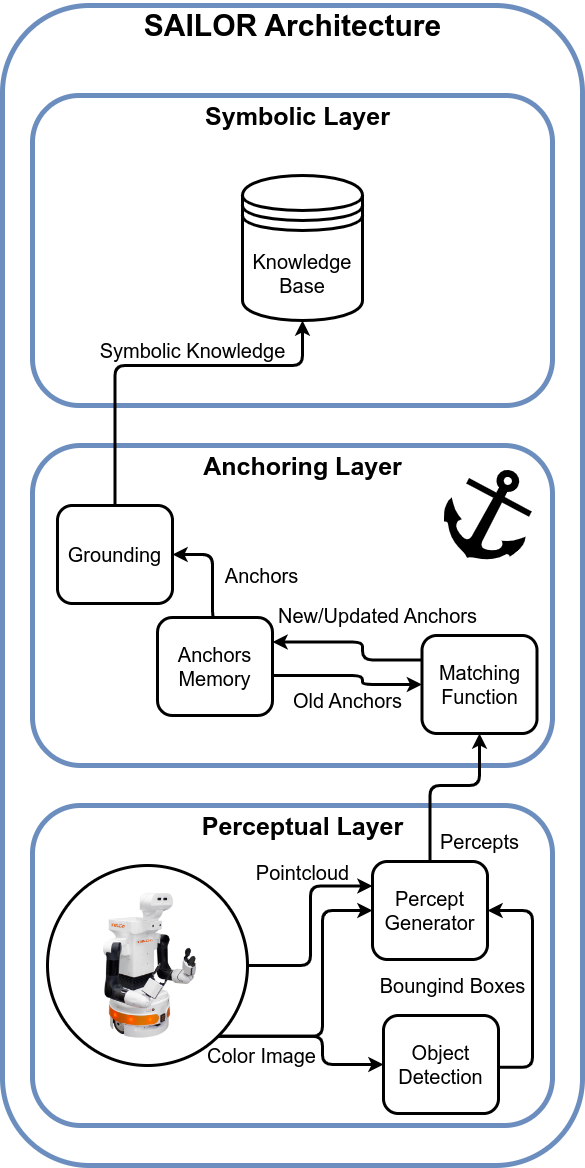 SAILOR Architecture
Symbolic Layer
Knowledge
Base
Symbolic Knowledge
Anchoring Layer
Grounding
Anchors
New/Updated Anchors
Anchors
Memory
Matching
Function
Old Anchors
Perceptual Layer
Percepts
Pointcloud
Percept
Generator
Boungind Boxes
Color Image
Object
Detection